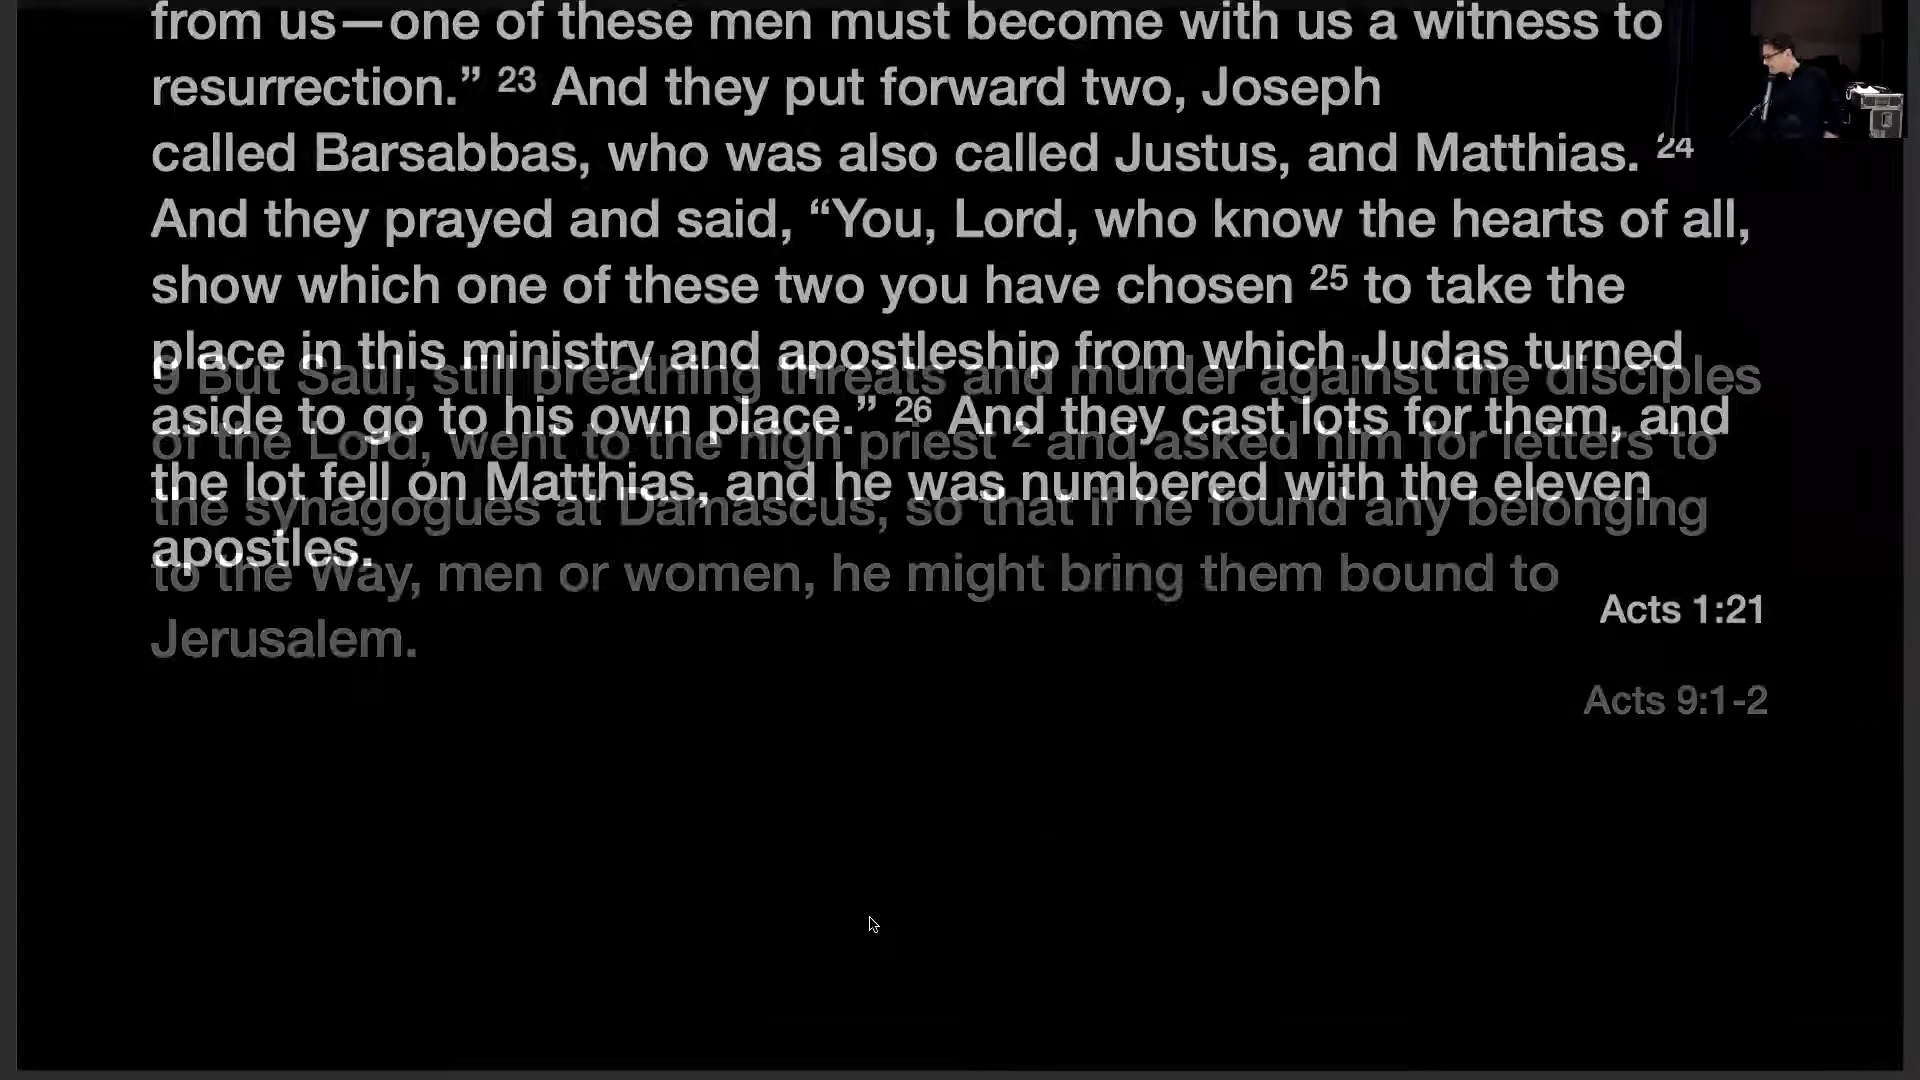 from us—one of these men must become with us a witness to
resurrection.” 23 And they put forward two, Joseph
called Barsabbas, who was also called Justus, and Matthias. 24
And they prayed and said, “You, Lord, who know the hearts of all,
show which one of these two you have chosen 25 to take the
place in this ministry and apostleship from which Judas turned
aside to go to his own place.” 26 And they cast lots for them, and
the lot fell on Matthias, and he was numbered with the eleven
apostles.
Acts 1:21
9 But Saul, still breathing threats and murder against the disciples
of the Lord, went to the high priest 2 and asked him for letters to
the synagogues at Damascus, so that if he found any belonging
to the Way, men or women, he might bring them bound to
Jerusalem.
Acts 9:1-2